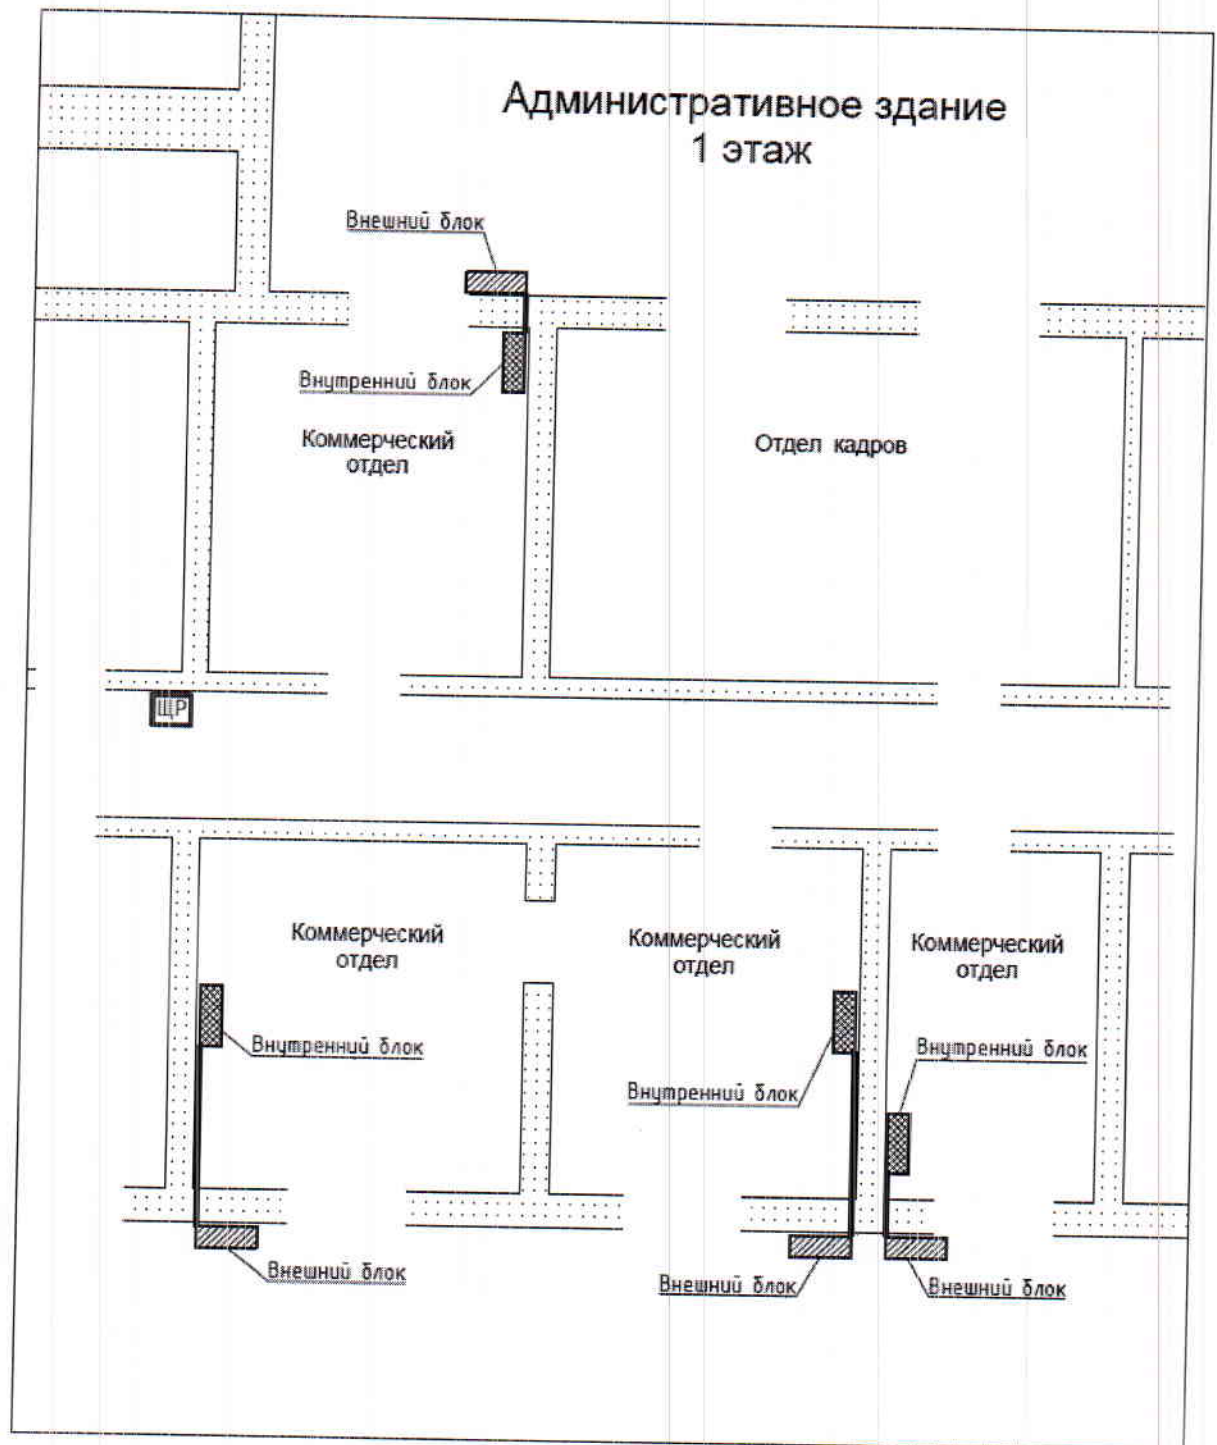 Административное здание
1 этаж
Внешний блок
Внутренний блок
Коммерческий
отдел
Отдел кадров
ЩР
Коммерческий
отдел
Коммерческий
отдел
Коммерческий
отдел
Внутренний блок
Внутренний блок
Внутренний блок
Внешний блок
Внешний блок
Внешний блок